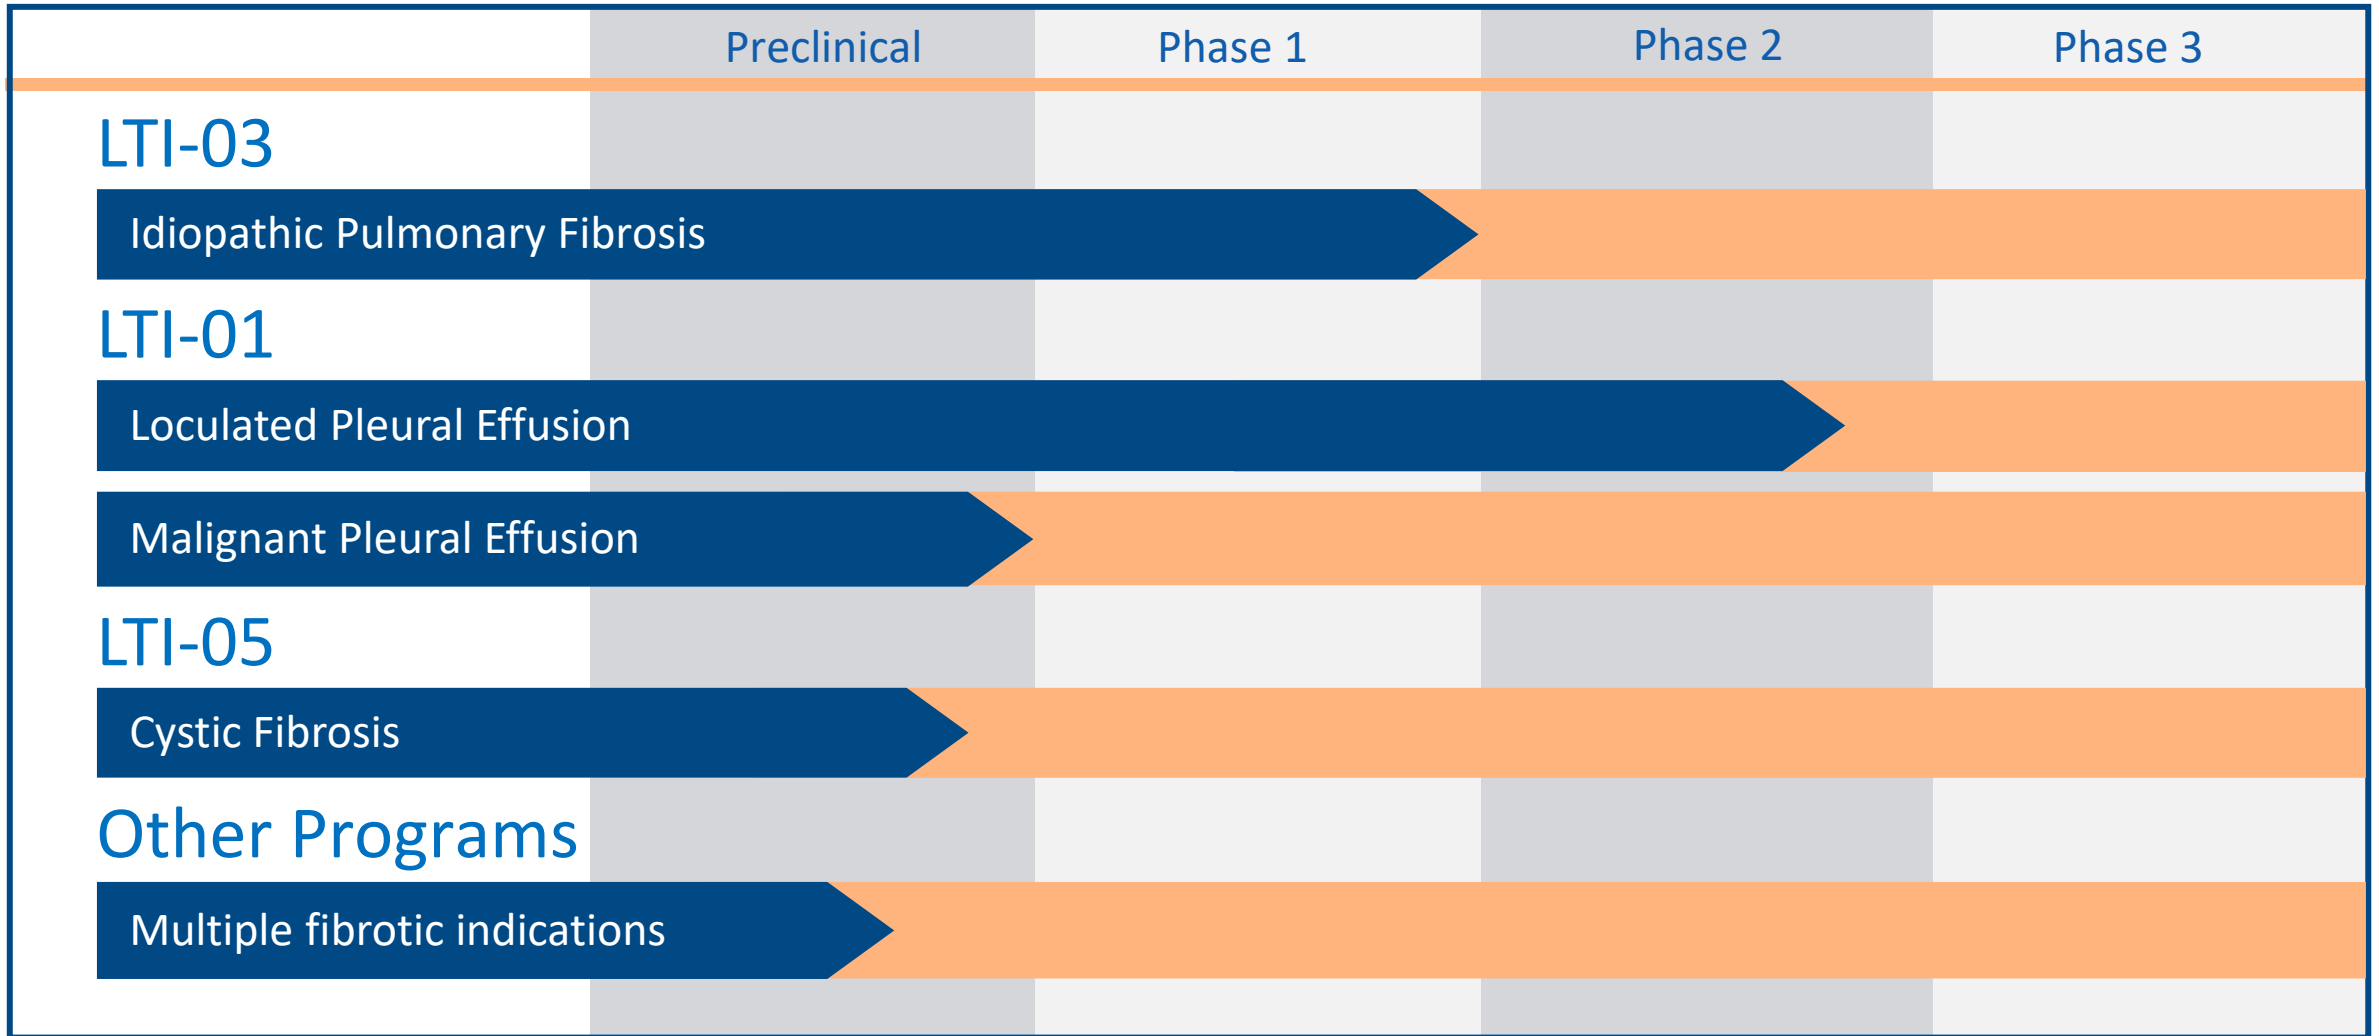 Preclinical Phase 1 Phase 2 Phase 3
LTI-03
Idiopathic Pulmonary Fibrosis
LTI-01
Loculated Pleural Effusion
Malignant Pleural Effusion
LTI-05
Cystic Fibrosis
Other Programs
Multiple fibrotic indications